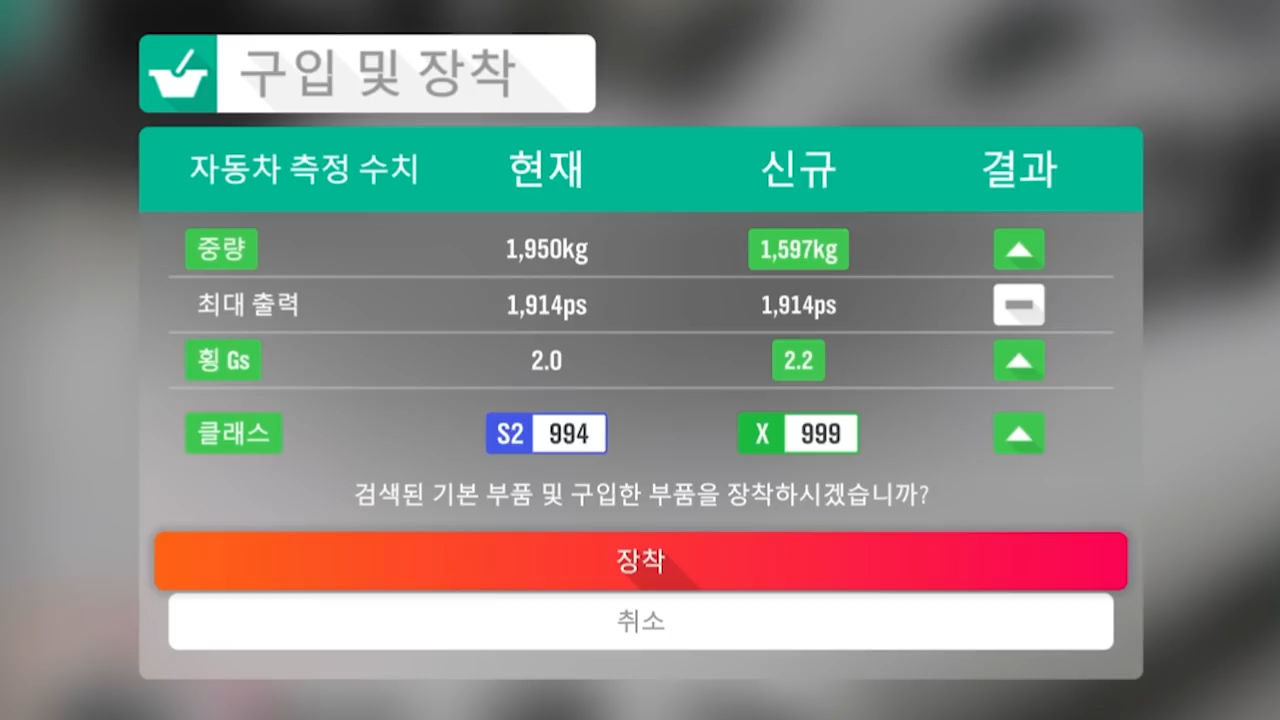 구입 및 장착
자동차 측정 수치 현재 신규 결과
중량 1,950kg 1,597kg
최대 출력 1,914ps 1,914ps
횡 Gs 2.0 2.2
클래스 S2 994 X 999
검색된 기본 부품 및 구입한 부품을 장착하시겠습니까?
장착
취소